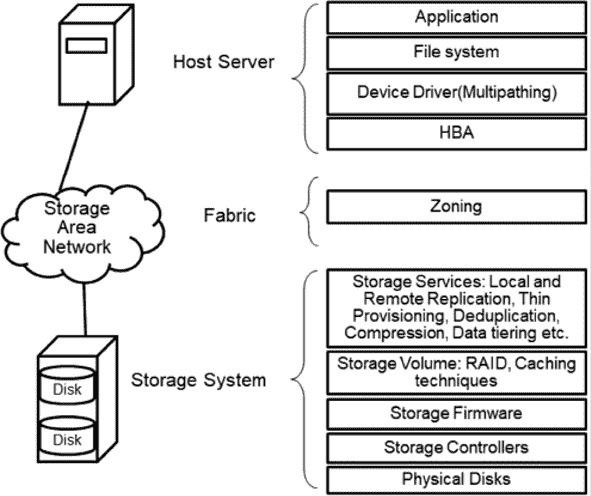 Host Server
Application
File system
Device Driver(Multipathing)
HBA
Storage
Area
Network
Fabric
Zoning
Storage System
Disk
Disk
Storage Services: Local and
Remote Replication, Thin
Provisioning, Deduplication,
Compression, Data tiering etc.
Storage Volume: RAID, Caching
techniques
Storage Firmware
Storage Controllers
Physical Disks